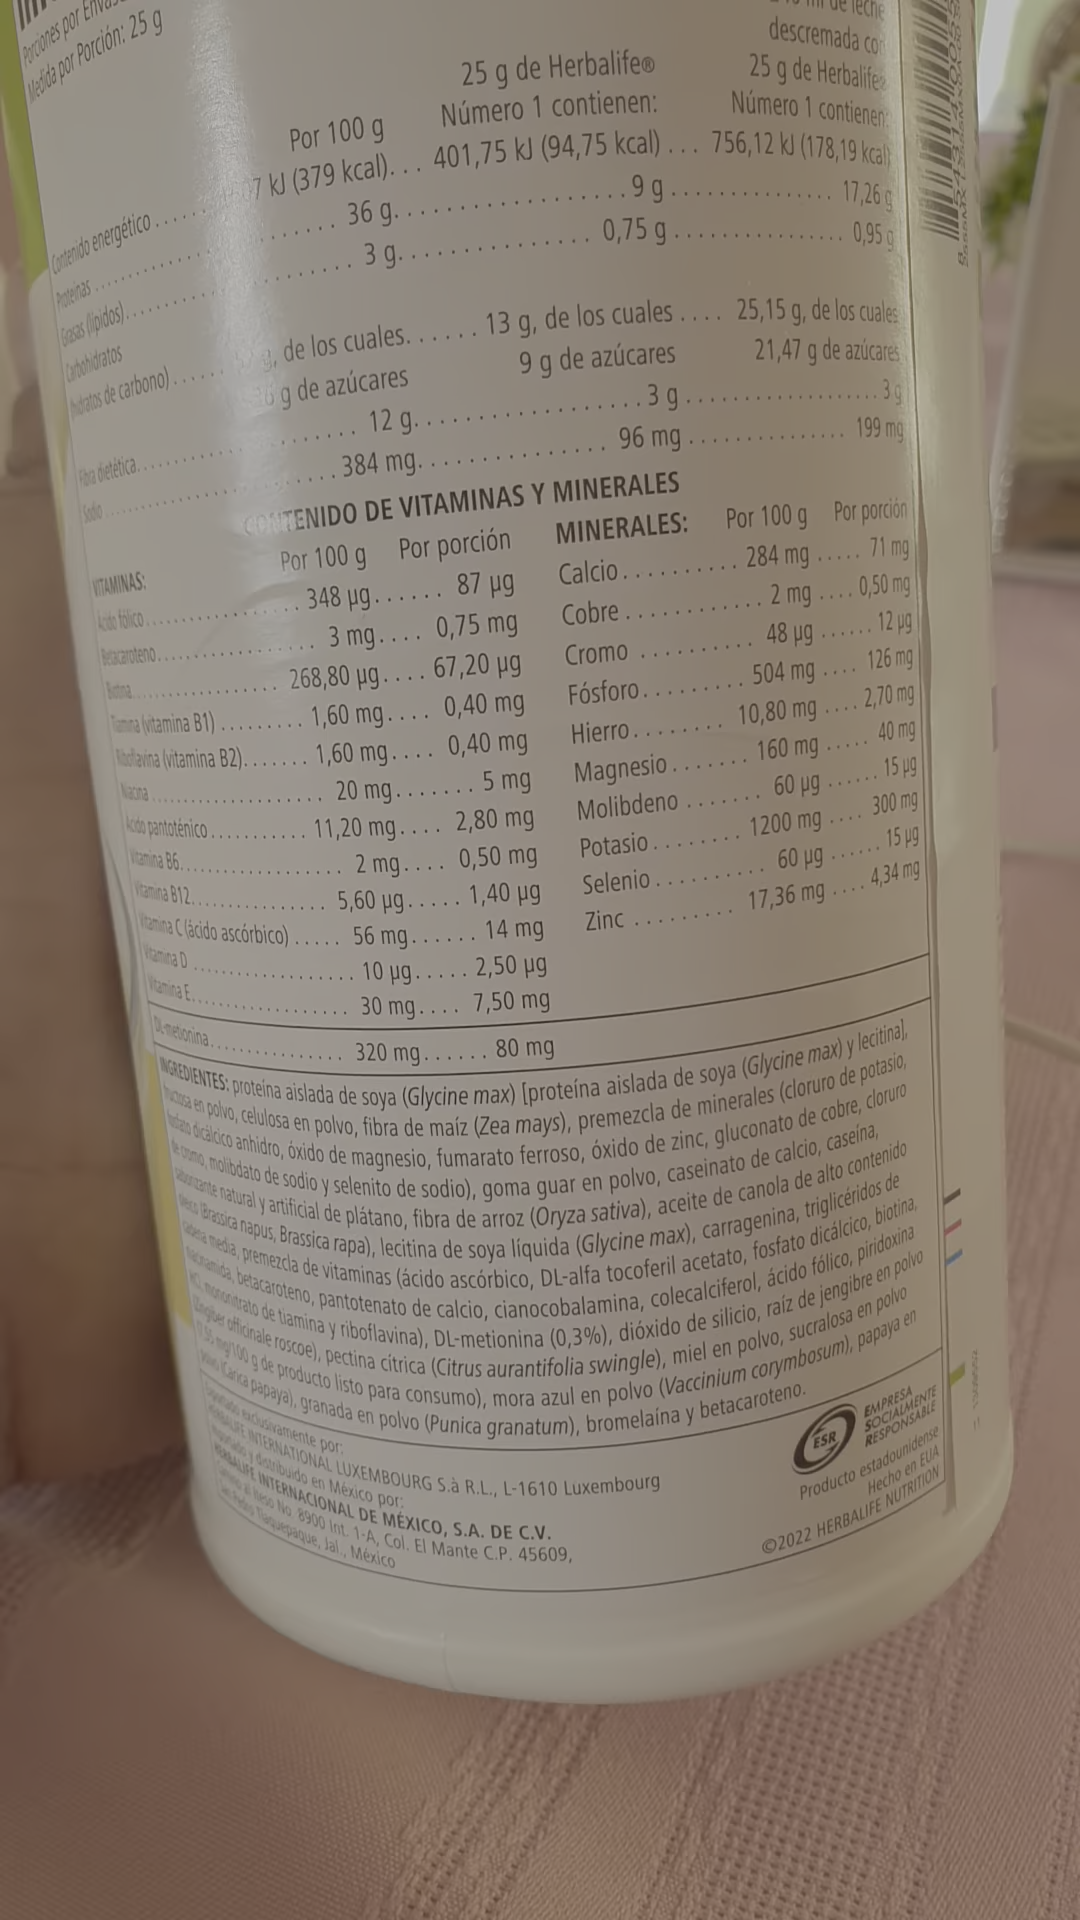 Porciones por Envase
Medida por Porción: 25 g
ml de leche
descremada con
25 g de Herbalife®
25 g de Herbalife®
Por 100 g
Número 1 contienen:
Número 1 contienen:
Contenido energético ..... 7 kJ (379 kcal)... 401,75 kJ (94,75 kcal) ... 756,12 kJ (178,19 kcal)
Proteínas ..... 36 g. ..... 9 g ..... 17,26 g
Grasas (lípidos)..... 3 g. ..... 0,75 g ..... 0,95 g
Carbohidratos
(hidratos de carbono) ..... g, de los cuales. ..... 13 g, de los cuales .... 25,15 g, de los cuales
g de azúcares 9 g de azúcares 21,47 g de azúcares
Fibra dietética..... 12 g. ..... 3 g ..... 3 g
Sodio ..... 384 mg. ..... 96 mg ..... 199 mg
CONTENIDO DE VITAMINAS Y MINERALES
VITAMINAS: Por 100 g Por porción
Ácido fólico..... 348 µg...... 87 µg
Betacaroteno..... 3 mg.... 0,75 mg
Biotina..... 268,80 µg.... 67,20 µg
Tiamina (vitamina B1) ..... 1,60 mg.... 0,40 mg
Riboflavina (vitamina B2)..... 1,60 mg.... 0,40 mg
Niacina ..... 20 mg....... 5 mg
Ácido pantoténico..... 11,20 mg.... 2,80 mg
Vitamina B6..... 2 mg.... 0,50 mg
Vitamina B12..... 5,60 µg..... 1,40 µg
Vitamina C (ácido ascórbico) ..... 56 mg...... 14 mg
Vitamina D ..... 10 µg..... 2,50 µg
Vitamina E..... 30 mg.... 7,50 mg
MINERALES: Por 100 g Por porción
Calcio..... 284 mg ..... 71 mg
Cobre ..... 2 mg .... 0,50 mg
Cromo ..... 48 µg ...... 12 µg
Fósforo..... 504 mg .... 126 mg
Hierro..... 10,80 mg .... 2,70 mg
Magnesio ..... 160 mg ..... 40 mg
Molibdeno ..... 60 µg ...... 15 µg
Potasio ..... 1200 mg .... 300 mg
Selenio ..... 60 µg ...... 15 µg
Zinc ..... 17,36 mg .... 4,34 mg
DL-metionina..... 320 mg...... 80 mg
INGREDIENTES: proteína aislada de soya (Glycine max) [proteína aislada de soya (Glycine max) y lecitina],
fructosa en polvo, celulosa en polvo, fibra de maíz (Zea mays), premezcla de minerales (cloruro de potasio,
fosfato dicálcico anhidro, óxido de magnesio, fumarato ferroso, óxido de zinc, gluconato de cobre, cloruro
de cromo, molibdato de sodio y selenito de sodio), goma guar en polvo, caseinato de calcio, caseína,
saborizante natural y artificial de plátano, fibra de arroz (Oryza sativa), aceite de canola de alto contenido
oleico (Brassica napus, Brassica rapa), lecitina de soya líquida (Glycine max), carragenina, triglicéridos de
cadena media, premezcla de vitaminas (ácido ascórbico, DL-alfa tocoferil acetato, fosfato dicálcico, biotina,
niacinamida, betacaroteno, pantotenato de calcio, cianocobalamina, colecalciferol, ácido fólico, piridoxina
HCl, mononitrato de tiamina y riboflavina), DL-metionina (0,3%), dióxido de silicio, raíz de jengibre en polvo
(Zingiber officinale roscoe), pectina cítrica (Citrus aurantifolia swingle), miel en polvo, sucralosa en polvo
mg/100 g de producto listo para consumo), mora azul en polvo (Vaccinium corymbosum), papaya en
polvo (Carica papaya), granada en polvo (Punica granatum), bromelaína y betacaroteno.
exclusivamente por:
HERBALIFE INTERNATIONAL LUXEMBOURG S.à R.L., L-1610 Luxembourg
Importado y distribuido en México por:
HERBALIFE INTERNACIONAL DE MÉXICO, S.A. DE C.V.
Camino al Iteso No. 8900 Int. 1-A, Col. El Mante C.P. 45609,
San Pedro Tlaquepaque, Jal., México
ESR
EMPRESA
SOCIALMENTE
RESPONSABLE
Producto estadounidense
Hecho en EUA
©2022 HERBALIFE NUTRITION